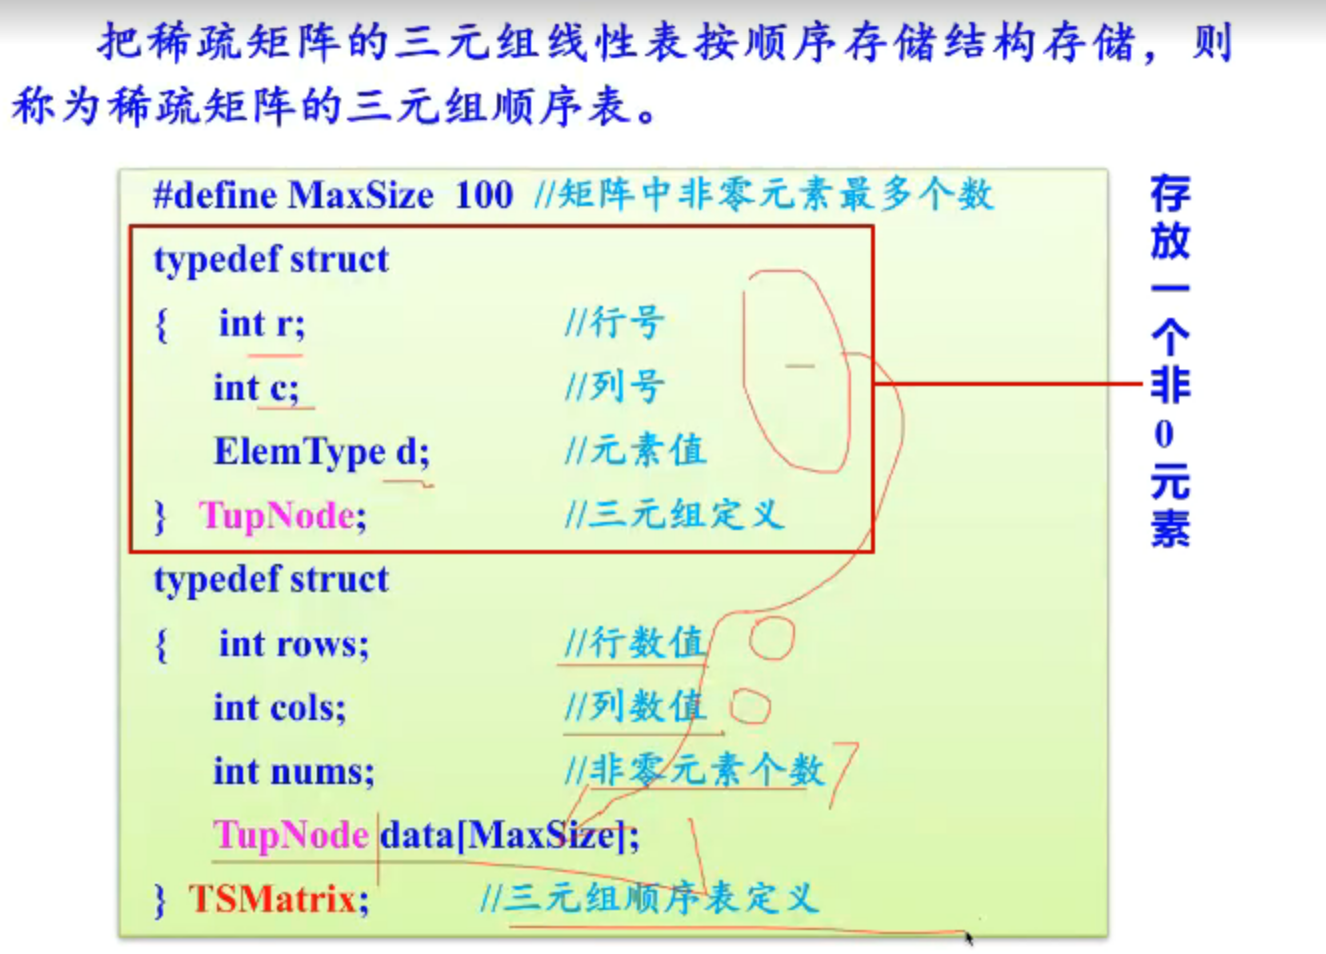 把稀疏矩阵的三元组线性表按顺序存储结构存储，则
称为稀疏矩阵的三元组顺序表。
#define MaxSize 100 //矩阵中非零元素最多个数
typedef struct
{ int r; //行号
int c; //列号
ElemType d; //元素值
} TupNode; //三元组定义
typedef struct
{ int rows; //行数值
int cols; //列数值
int nums; //非零元素个数 7
TupNode data[MaxSize];
} TSMatrix; //三元组顺序表定义
存放一个非0元素